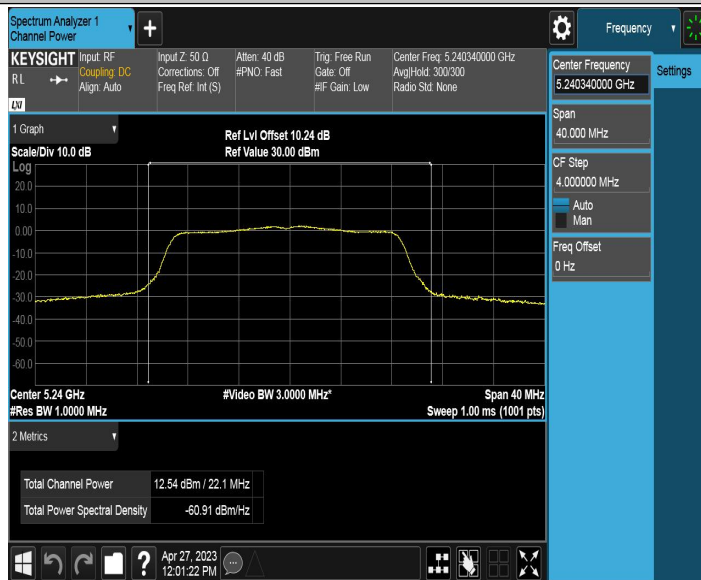 Spectrum Analyzer 1
Channel Power
+
Frequency
KEYSIGHT
RL
LXI
Input: RF
Coupling: DC
Align: Auto
Input Z: 50 Ω
Corrections: Off
Freq Ref: Int (S)
Atten: 40 dB
#PNO: Fast
Trig: Free Run
Gate: Off
#IF Gain: Low
Center Freq: 5.240340000 GHz
Avg|Hold: 300/300
Radio Std: None
Center Frequency
5.240340000 GHz
Settings
Span
40.000 MHz
CF Step
4.000000 MHz
Auto
Man
Freq Offset
0 Hz
1 Graph
Scale/Div 10.0 dB
Ref Lvl Offset 10.24 dB
Ref Value 30.00 dBm
Log
20.0
10.0
0.00
-10.0
-20.0
-30.0
-40.0
-50.0
-60.0
Center 5.24 GHz
#Res BW 1.0000 MHz
#Video BW 3.0000 MHz*
Span 40 MHz
Sweep 1.00 ms (1001 pts)
2 Metrics
Total Channel Power 12.54 dBm / 22.1 MHz
Total Power Spectral Density -60.91 dBm/Hz
?
Apr 27, 2023
12:01:22 PM